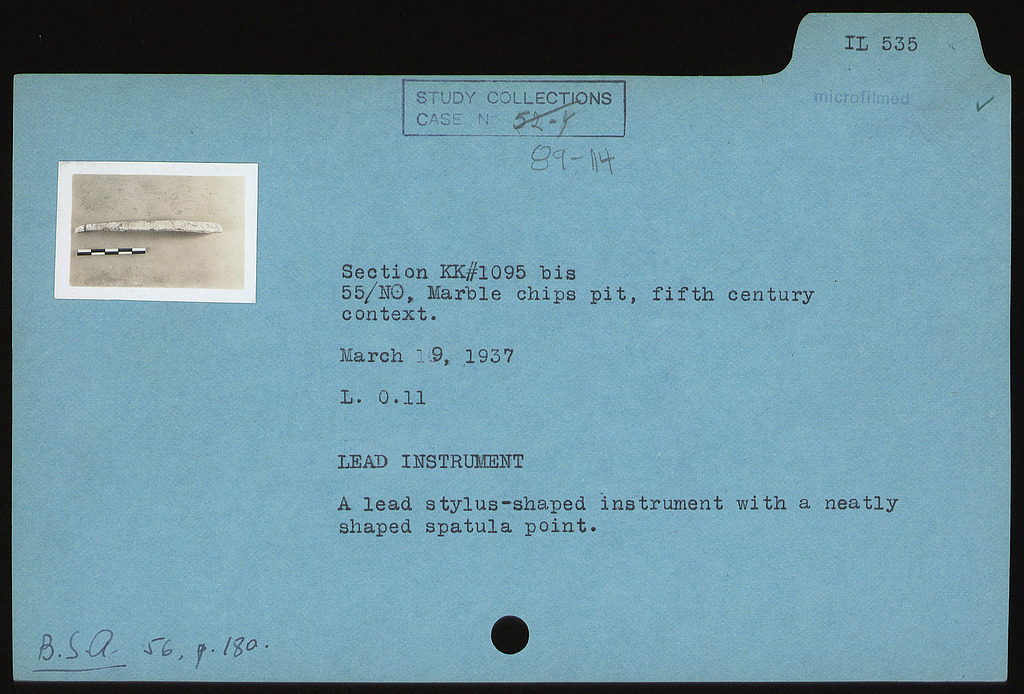 IL 535
microfilmed
STUDY COLLECTIONS
CASE N 52-4
89-114
Section KK#1095 bis
55/NO, Marble chips pit, fifth century
context.
March 19, 1937
L. 0.11
LEAD INSTRUMENT
A lead stylus-shaped instrument with a neatly
shaped spatula point.
B.S.A. 56, p. 180.